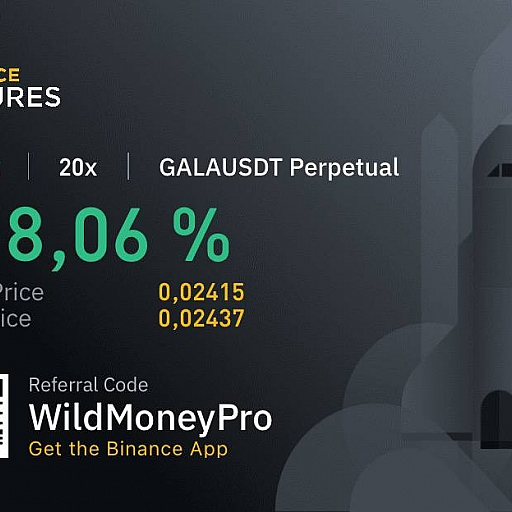 CE
URES
20x | GALAUSDT Perpetual
8,06 %
Price 0,02415
ice 0,02437
Referral Code
WildMoneyPro
Get the Binance App